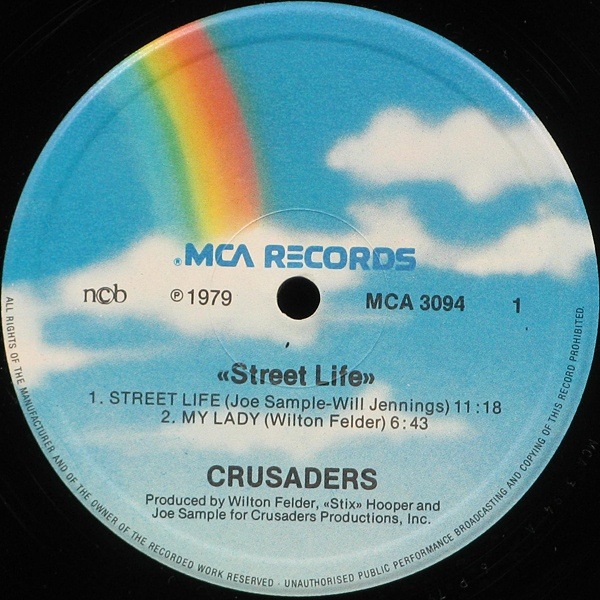 ®MCA RECORDS
ncb ℗ 1979 MCA 3094 1
«Street Life»
1. STREET LIFE (Joe Sample-Will Jennings) 11:18
2. MY LADY (Wilton Felder) 6:43
CRUSADERS
Produced by Wilton Felder, «Stix» Hooper and
Joe Sample for Crusaders Productions, Inc.
ALL RIGHTS OF THE MANUFACTURER AND OF THE OWNER OF THE RECORDED WORK RESERVED · UNAUTHORISED PUBLIC PERFORMANCE BROADCASTING AND COPYING OF THIS RECORD PROHIBITED.